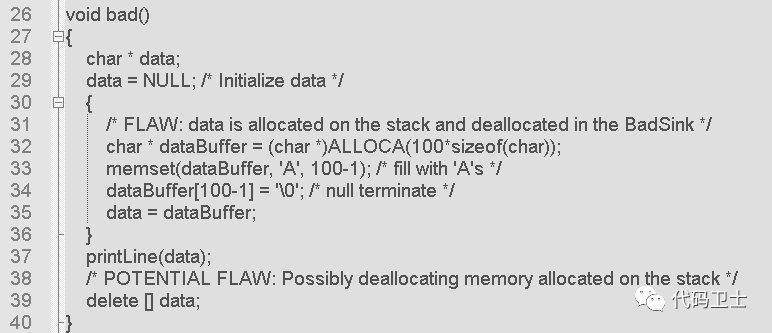 26 void bad()
27 {
28 char * data;
29 data = NULL; /* Initialize data */
30 {
31 /* FLAW: data is allocated on the stack and deallocated in the BadSink */
32 char * dataBuffer = (char *)ALLOCA(100*sizeof(char));
33 memset(dataBuffer, 'A', 100-1); /* fill with 'A's */
34 dataBuffer[100-1] = '\0'; /* null terminate */
35 data = dataBuffer;
36 }
37 printLine(data);
38 /* POTENTIAL FLAW: Possibly deallocating memory allocated on the stack */
39 delete [] data;
40 }
代码卫士